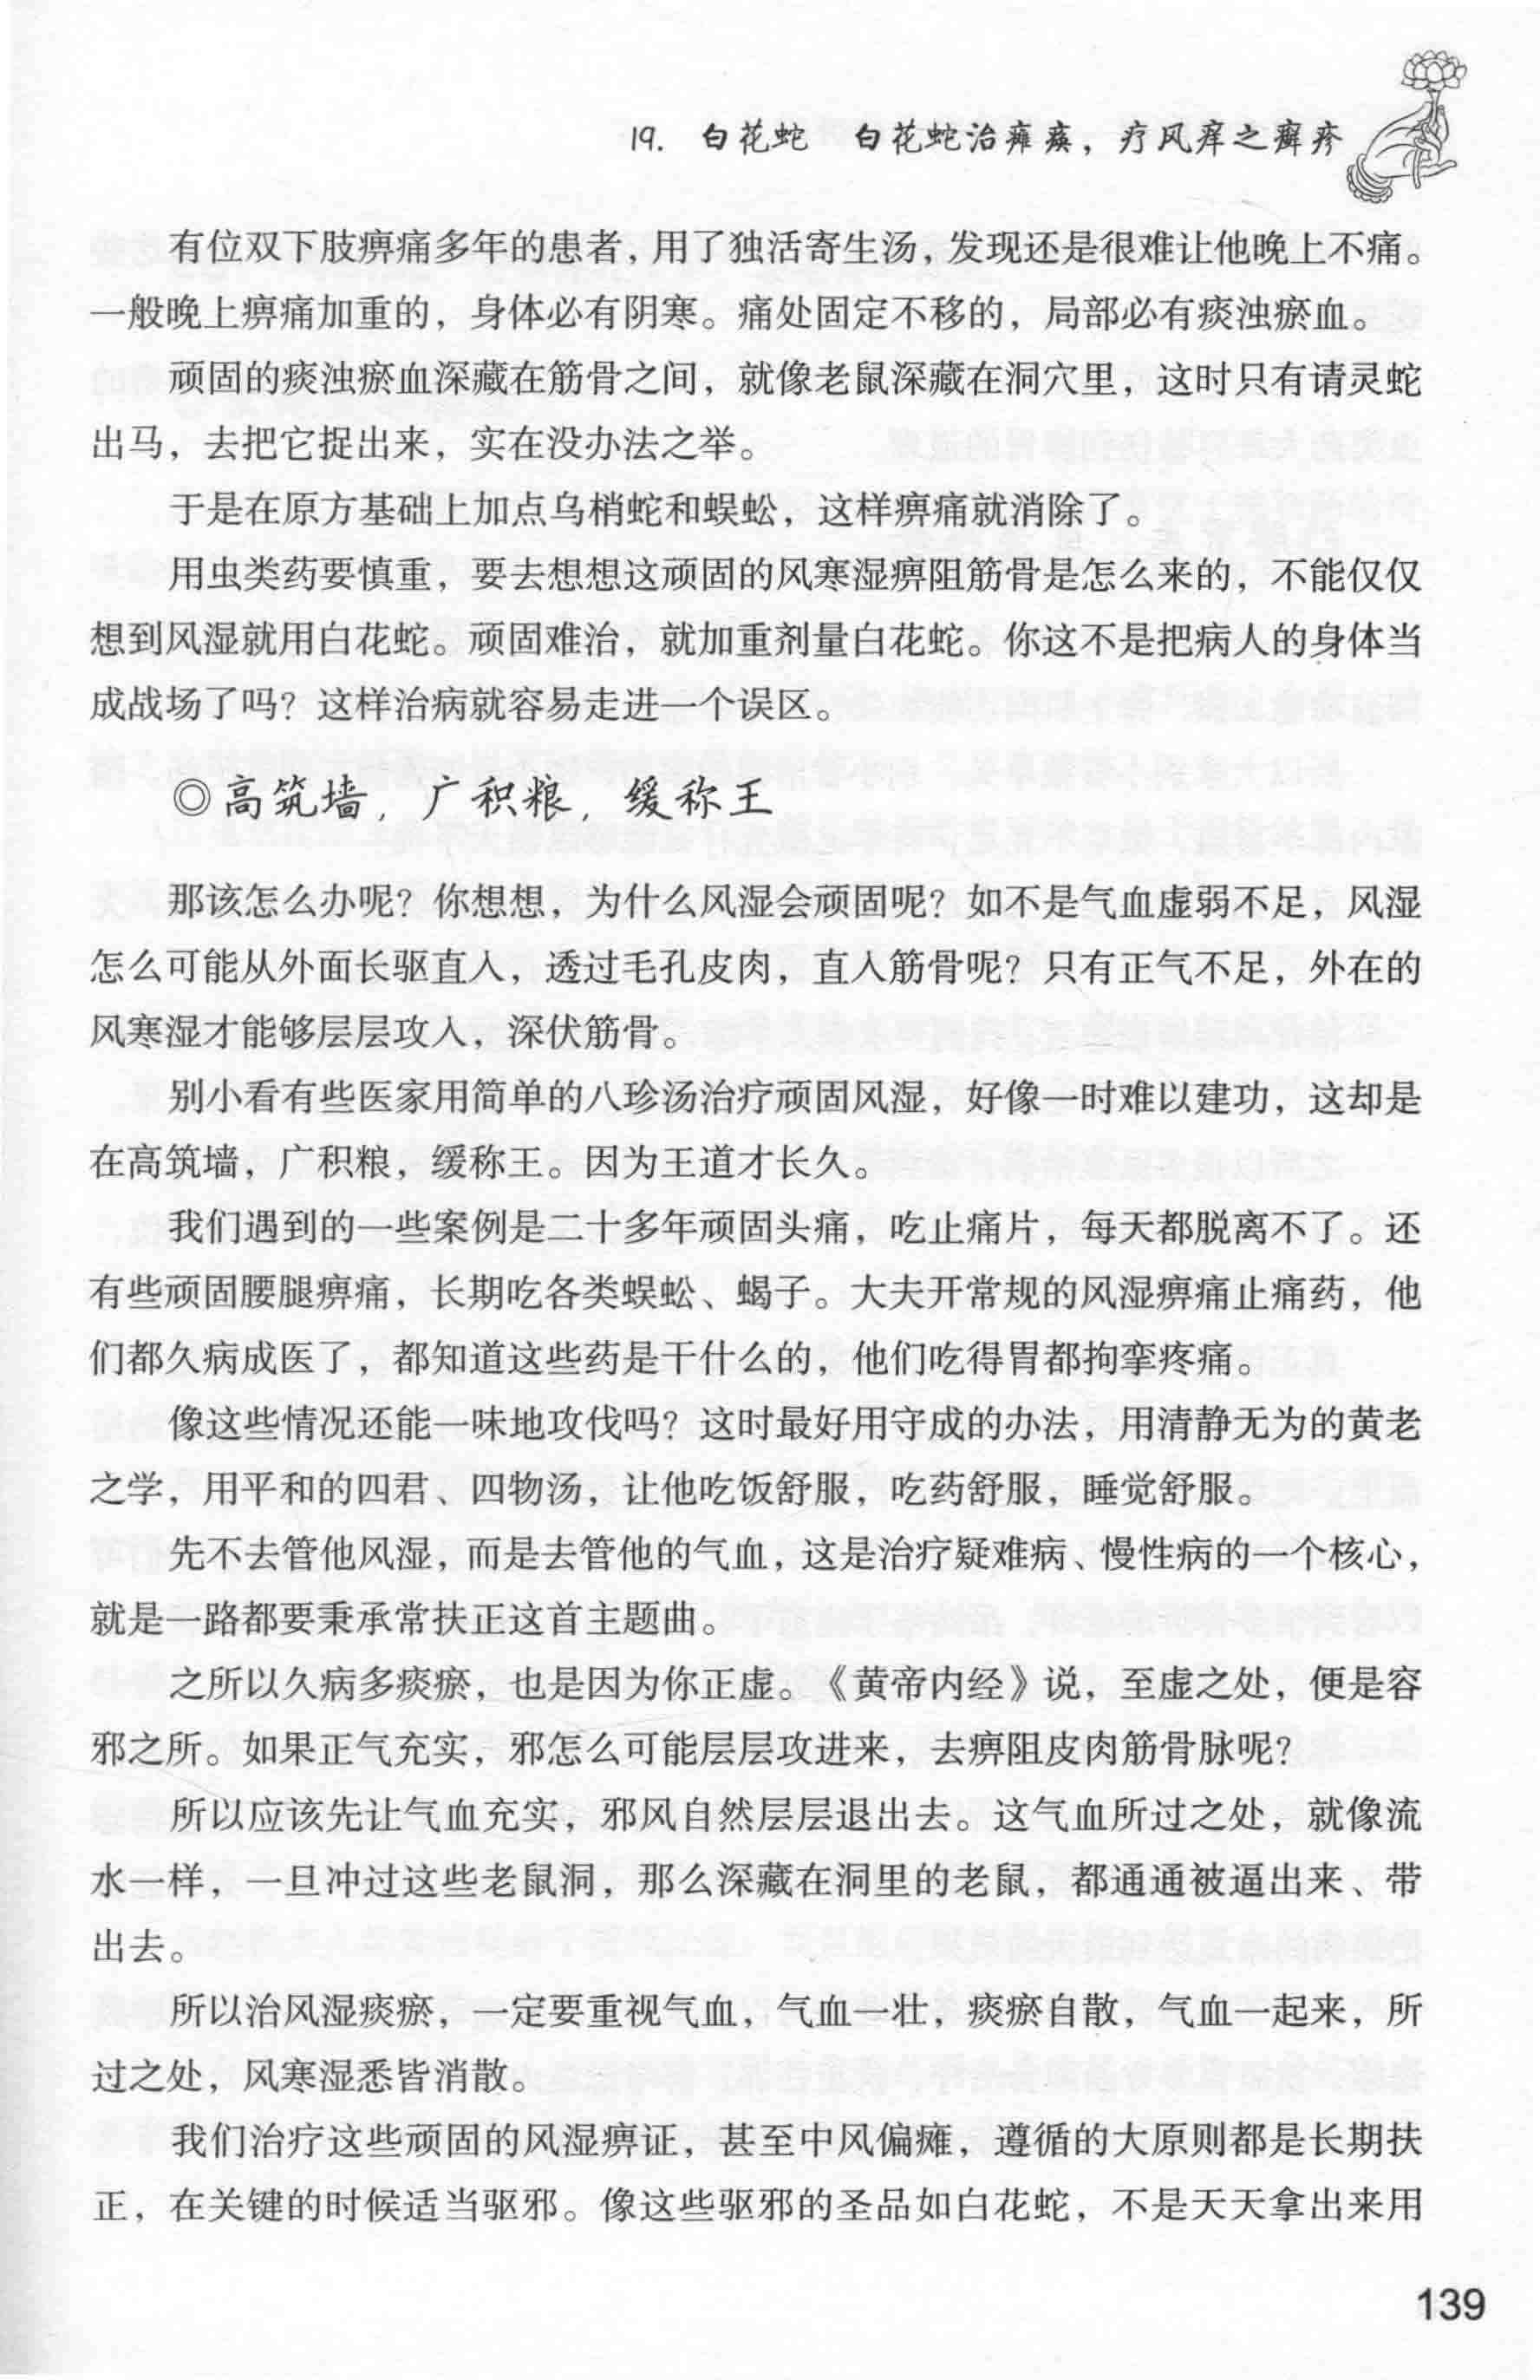 19. 白花蛇　白花蛇治瘫痪，疗风痒之癣疹
有位双下肢痹痛多年的患者，用了独活寄生汤，发现还是很难让他晚上不痛。
一般晚上痹痛加重的，身体必有阴寒。痛处固定不移的，局部必有痰浊瘀血。
顽固的痰浊瘀血深藏在筋骨之间，就像老鼠深藏在洞穴里，这时只有请灵蛇
出马，去把它捉出来，实在没办法之举。
于是在原方基础上加点乌梢蛇和蜈蚣，这样痹痛就消除了。
用虫类药要慎重，要去想想这顽固的风寒湿痹阻筋骨是怎么来的，不能仅仅
想到风湿就用白花蛇。顽固难治，就加重剂量白花蛇。你这不是把病人的身体当
成战场了吗？这样治病就容易走进一个误区。
◎高筑墙，广积粮，缓称王
那该怎么办呢？你想想，为什么风湿会顽固呢？如不是气血虚弱不足，风湿
怎么可能从外面长驱直入，透过毛孔皮肉，直入筋骨呢？只有正气不足，外在的
风寒湿才能够层层攻入，深伏筋骨。
别小看有些医家用简单的八珍汤治疗顽固风湿，好像一时难以建功，这却是
在高筑墙，广积粮，缓称王。因为王道才长久。
我们遇到的一些案例是二十多年顽固头痛，吃止痛片，每天都脱离不了。还
有些顽固腰腿痹痛，长期吃各类蜈蚣、蝎子。大夫开常规的风湿痹痛止痛药，他
们都久病成医了，都知道这些药是干什么的，他们吃得胃都拘挛疼痛。
像这些情况还能一味地攻伐吗？这时最好用守成的办法，用清静无为的黄老
之学，用平和的四君、四物汤，让他吃饭舒服，吃药舒服，睡觉舒服。
先不去管他风湿，而是去管他的气血，这是治疗疑难病、慢性病的一个核心，
就是一路都要秉承常扶正这首主题曲。
之所以久病多痰瘀，也是因为你正虚。《黄帝内经》说，至虚之处，便是容
邪之所。如果正气充实，邪怎么可能层层攻进来，去痹阻皮肉筋骨脉呢？
所以应该先让气血充实，邪风自然层层退出去。这气血所过之处，就像流
水一样，一旦冲过这些老鼠洞，那么深藏在洞里的老鼠，都通通被逼出来、带
出去。
所以治风湿痰瘀，一定要重视气血，气血一壮，痰瘀自散，气血一起来，所
过之处，风寒湿悉皆消散。
我们治疗这些顽固的风湿痹证，甚至中风偏瘫，遵循的大原则都是长期扶
正，在关键的时候适当驱邪。像这些驱邪的圣品如白花蛇，不是天天拿出来用
139